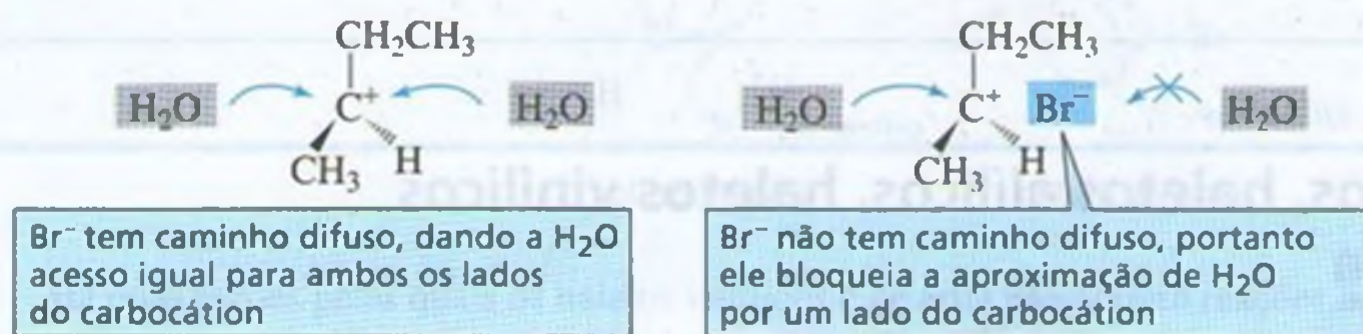 CH₂CH₃
H₂O C⁺ H₂O
CH₃ H
Br⁻ tem caminho difuso, dando a H₂O
acesso igual para ambos os lados
do carbocátion
CH₂CH₃
H₂O C⁺ Br⁻ H₂O
CH₃ H
Br⁻ não tem caminho difuso, portanto
ele bloqueia a aproximação de H₂O
por um lado do carbocátion